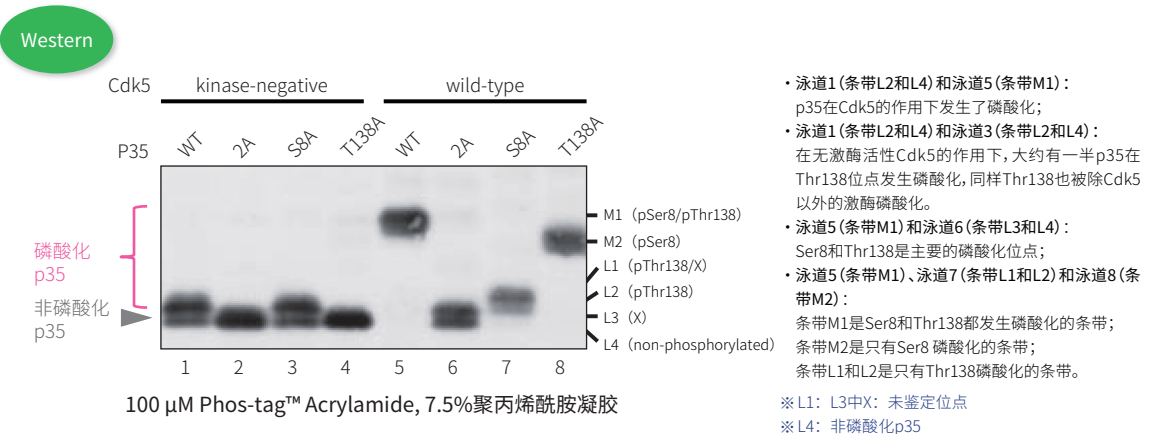 Western
Cdk5 kinase-negative wild-type
P35 WT 2A S8A T138A WT 2A S8A T138A
磷酸化
p35
非磷酸化
p35
M1（pSer8/pThr138）
M2（pSer8）
L1（pThr138/X）
L2（pThr138）
L3（X）
L4（non-phosphorylated）
1 2 3 4 5 6 7 8
100 µM Phos-tag™ Acrylamide, 7.5%聚丙烯酰胺凝胶
・泳道1（条带L2和L4）和泳道5（条带M1）：
p35在Cdk5的作用下发生了磷酸化；
・泳道1（条带L2和L4）和泳道3（条带L2和L4）：
在无激酶活性Cdk5的作用下，大约有一半p35在
Thr138位点发生磷酸化，同样Thr138也被除Cdk5
以外的激酶磷酸化。
・泳道5（条带M1）和泳道6（条带L3和L4）：
Ser8和Thr138是主要的磷酸化位点；
・泳道5（条带M1）、泳道7（条带L1和L2）和泳道8（条
带M2）：
条带M1是Ser8和Thr138都发生磷酸化的条带；
条带M2是只有Ser8 磷酸化的条带；
条带L1和L2是只有Thr138磷酸化的条带。
※L1：L3中X：未鉴定位点
※L4：非磷酸化p35